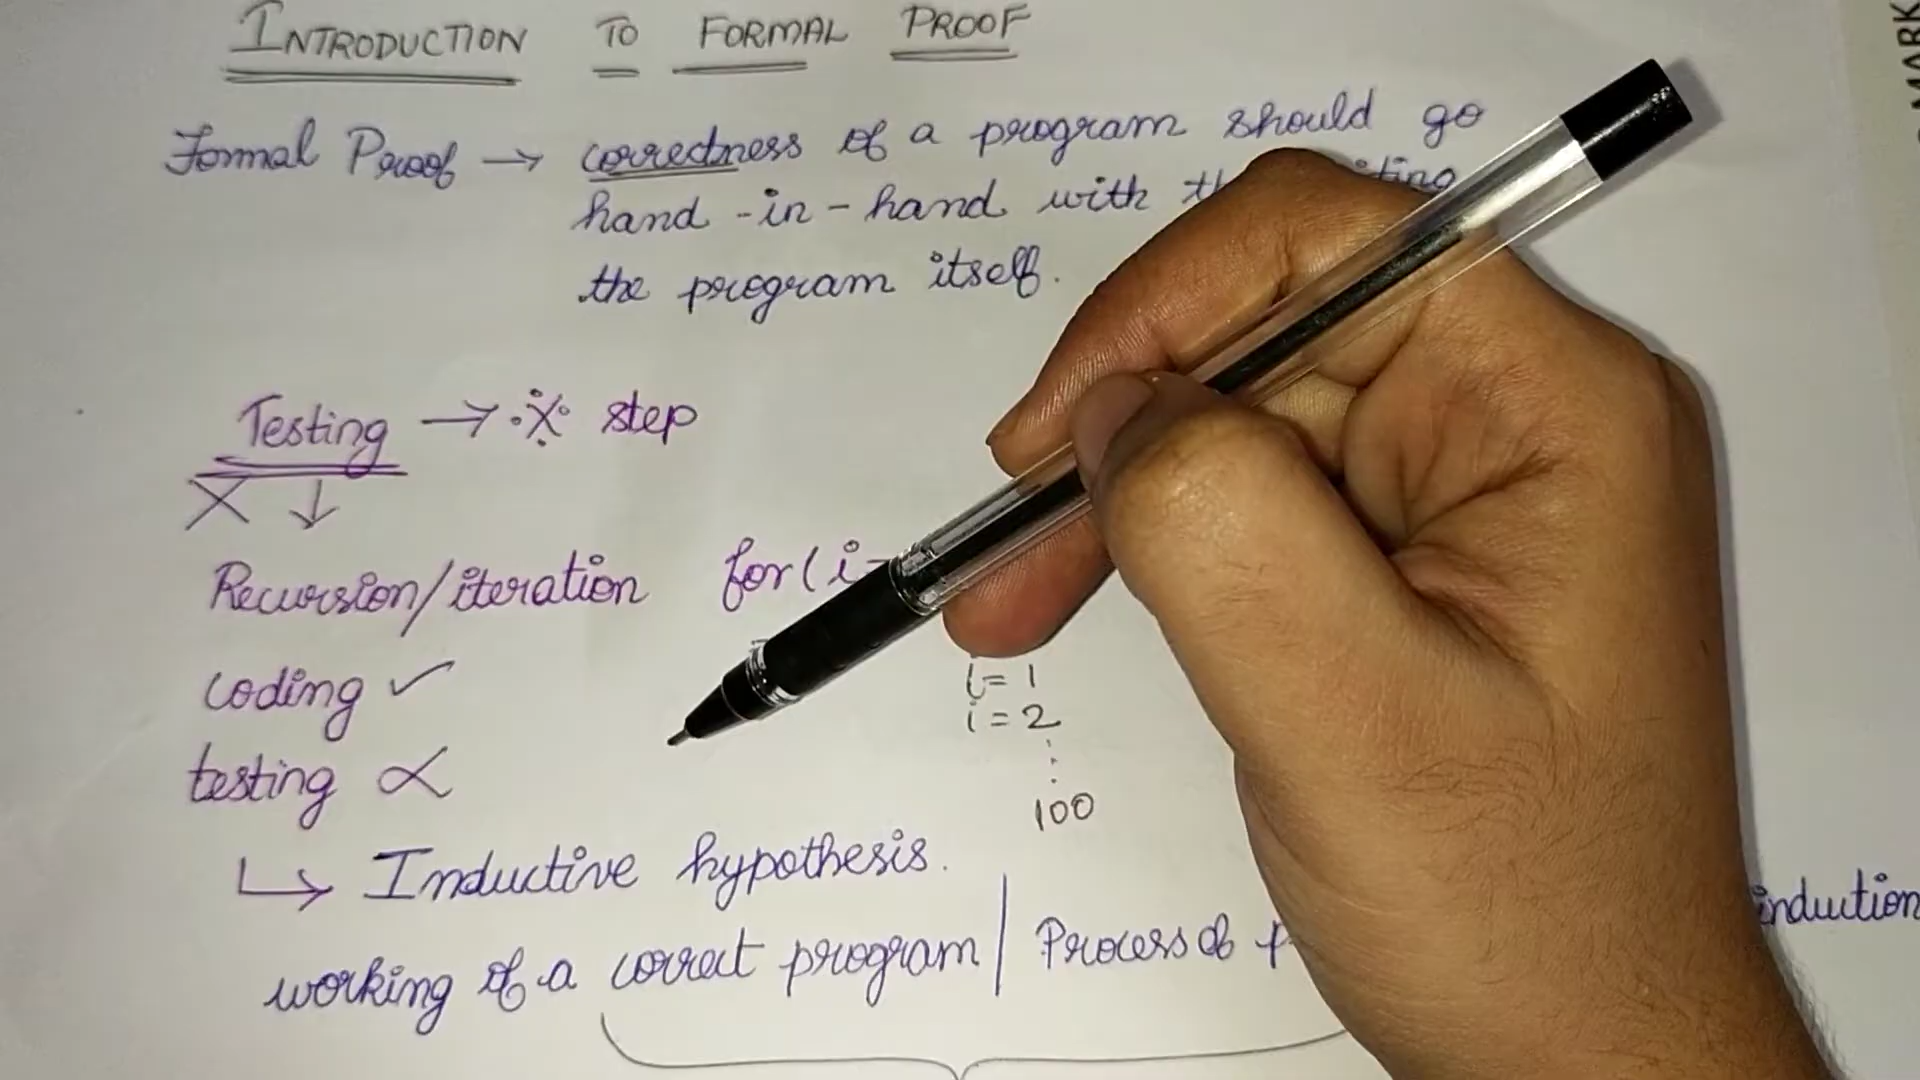 INTRODUCTION TO FORMAL PROOF
Formal Proof → correctness of a program should go
hand-in-hand with
the program itself.
Testing → step
X ↓
Recursion/iteration for(i
coding ✓
i=1
i=2
testing
100
↳ Inductive hypothesis.
induction
working of a correct program | Process of
MARK